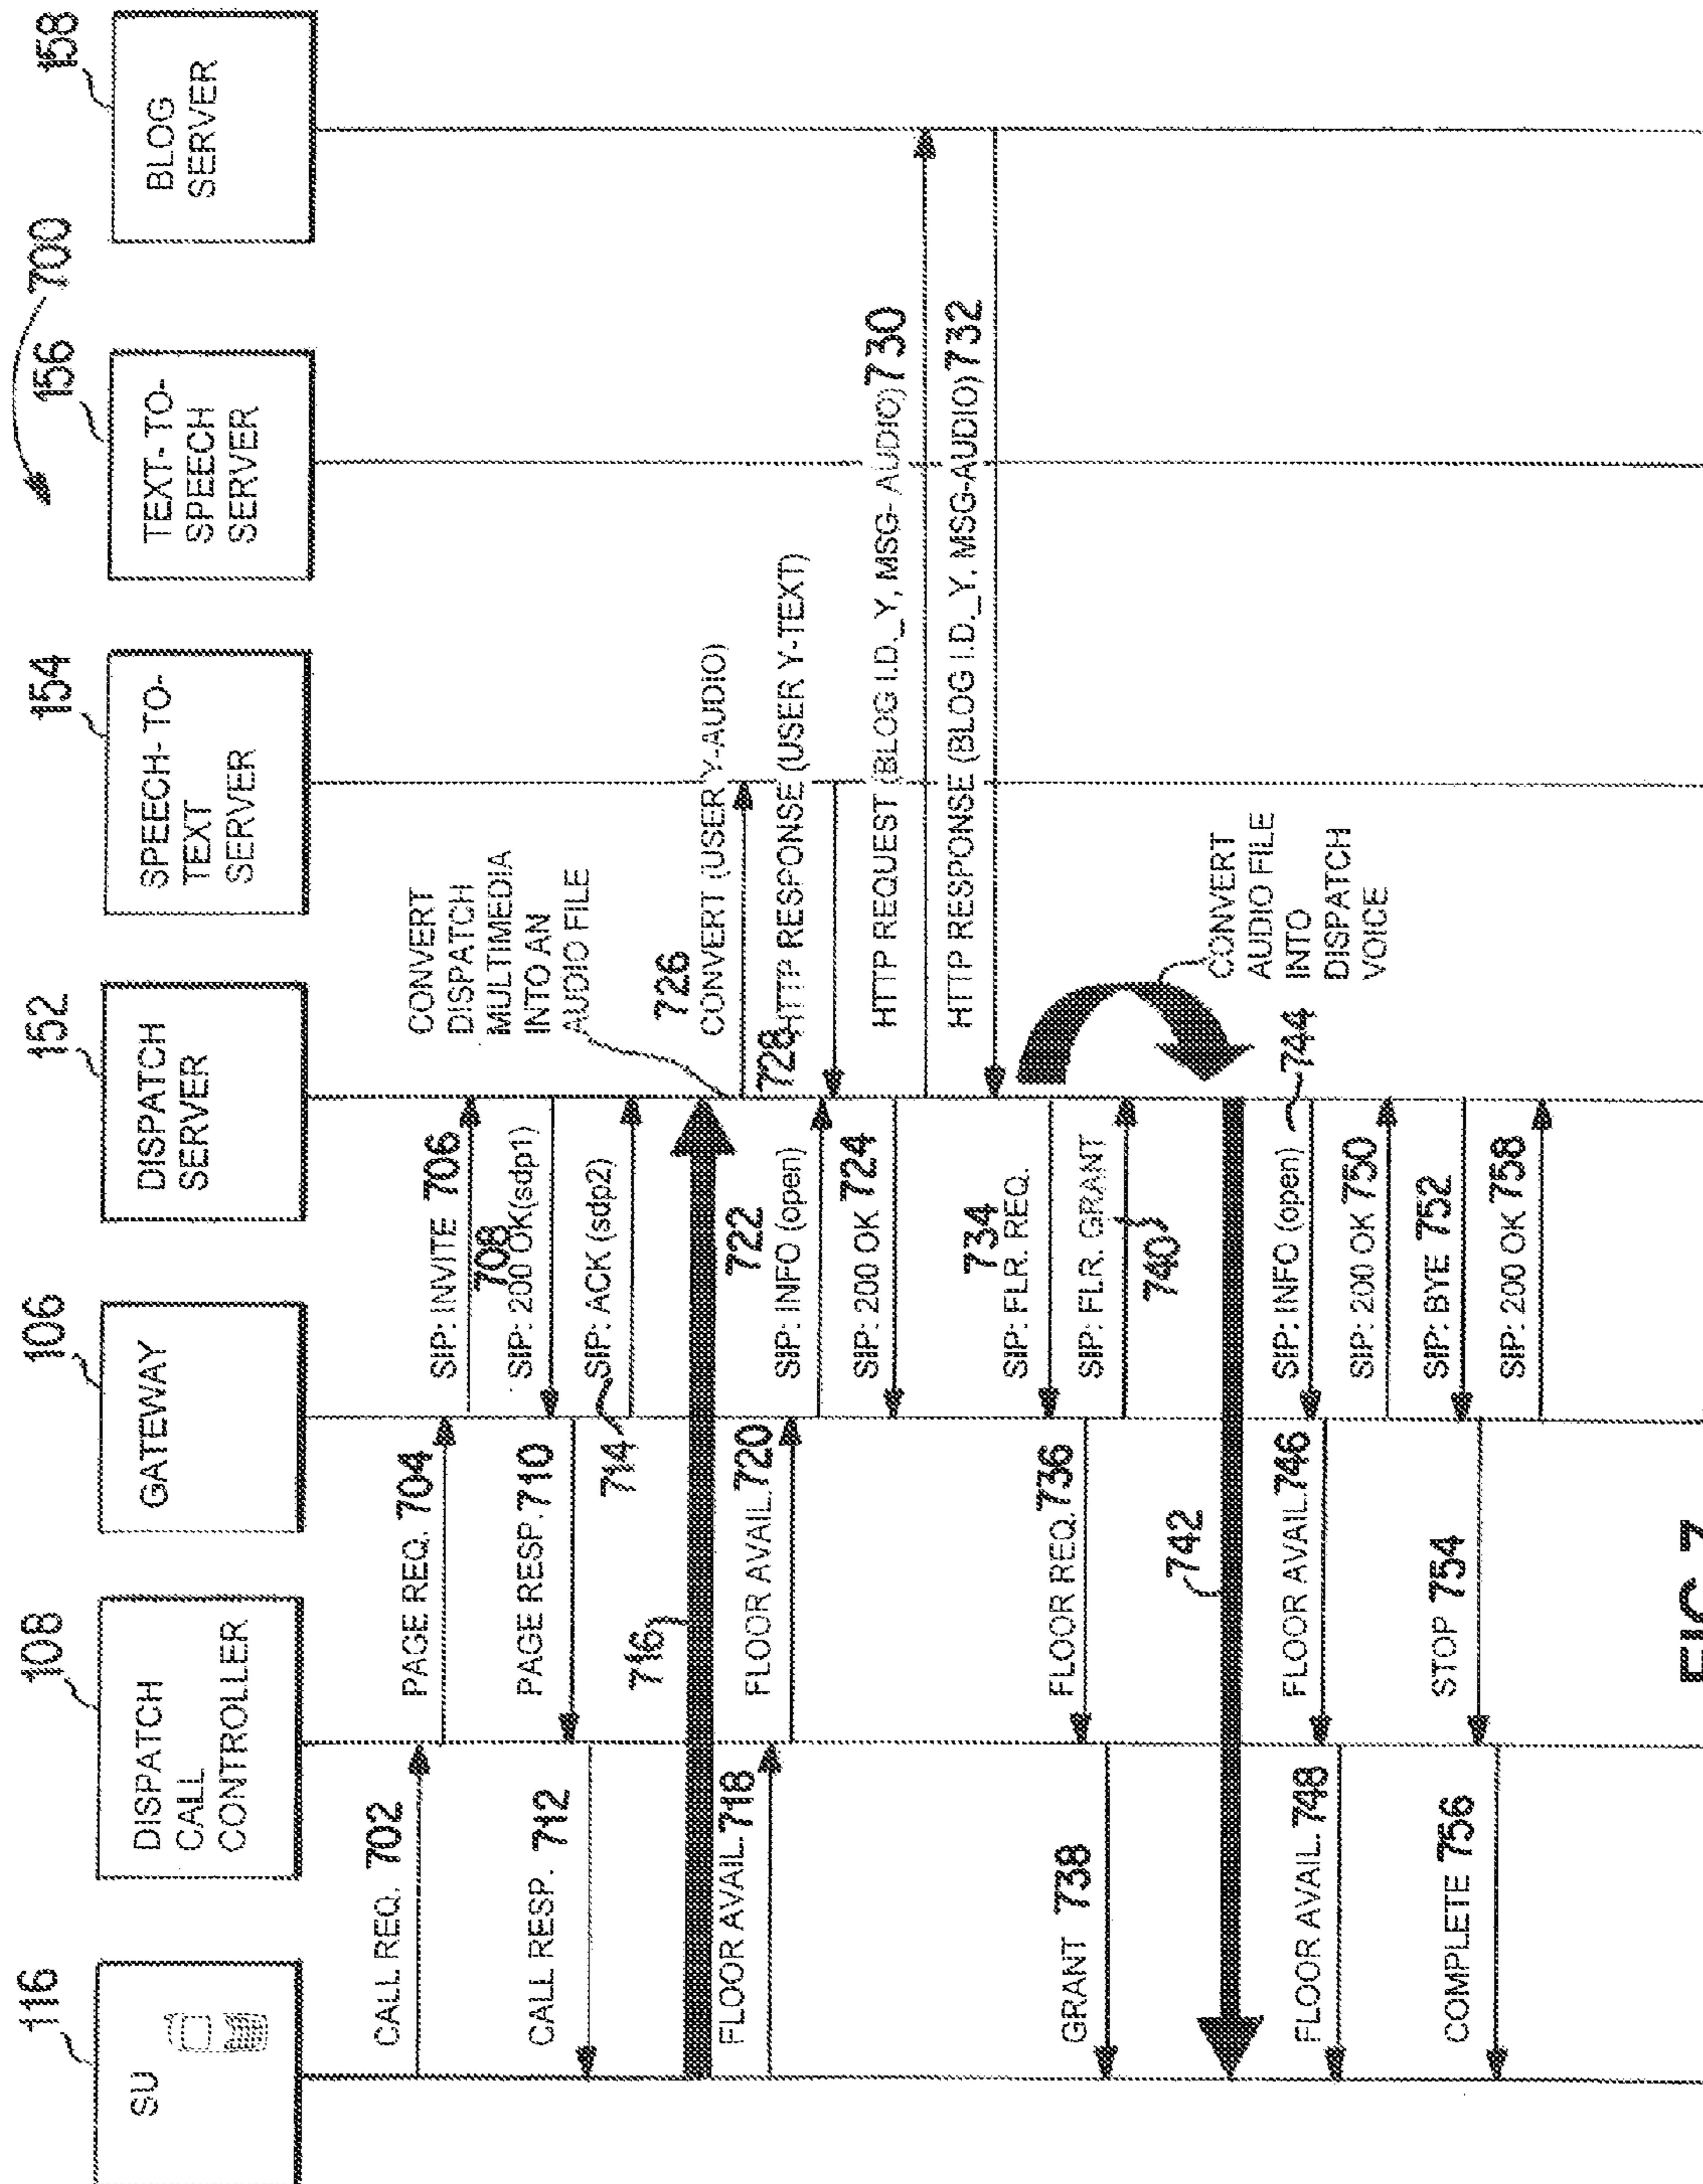 700
116
SU
108
DISPATCH
CALL
CONTROLLER
106
GATEWAY
152
DISPATCH
SERVER
154
SPEECH- TO-
TEXT
SERVER
156
TEXT- TO-
SPEECH
SERVER
158
BLOG
SERVER
CALL REQ. 702
PAGE REQ. 704
SIP: INVITE 706
708
SIP: 200 OK(sdp1)
PAGE RESP. 710
CALL RESP. 712
SIP: ACK (sdp2)
714
CONVERT
DISPATCH
MULTIMEDIA
INTO AN
AUDIO FILE
716
726
CONVERT (USER Y-AUDIO)
FLOOR AVAIL. 718
FLOOR AVAIL. 720
722
SIP: INFO (open)
728
HTTP RESPONSE (USER Y-TEXT)
SIP: 200 OK 724
HTTP REQUEST (BLOG I.D._Y, MSG- AUDIO) 730
HTTP RESPONSE (BLOG I.D._Y, MSG-AUDIO) 732
734
SIP: FLR. REQ.
FLOOR REQ. 736
GRANT 738
SIP: FLR. GRANT
740
CONVERT
AUDIO FILE
INTO
DISPATCH
VOICE
742
SIP: INFO (open) 744
FLOOR AVAIL. 746
FLOOR AVAIL. 748
SIP: 200 OK 750
SIP: BYE 752
STOP 754
COMPLETE 756
SIP: 200 OK 758
FIG. 7